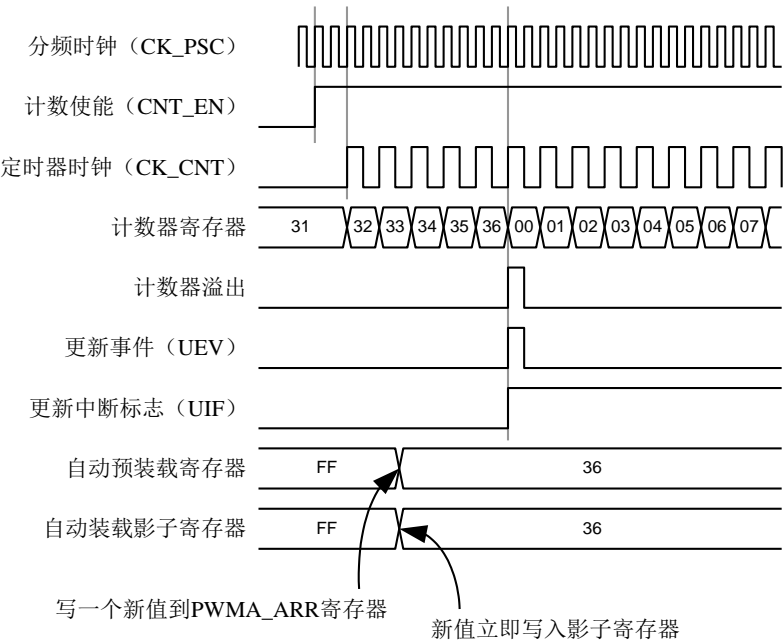 分频时钟（CK_PSC）
计数使能（CNT_EN）
定时器时钟（CK_CNT）
计数器寄存器 31 32 33 34 35 36 00 01 02 03 04 05 06 07
计数器溢出
更新事件（UEV）
更新中断标志（UIF）
自动预装载寄存器 FF 36
自动装载影子寄存器 FF 36
写一个新值到PWMA_ARR寄存器
新值立即写入影子寄存器